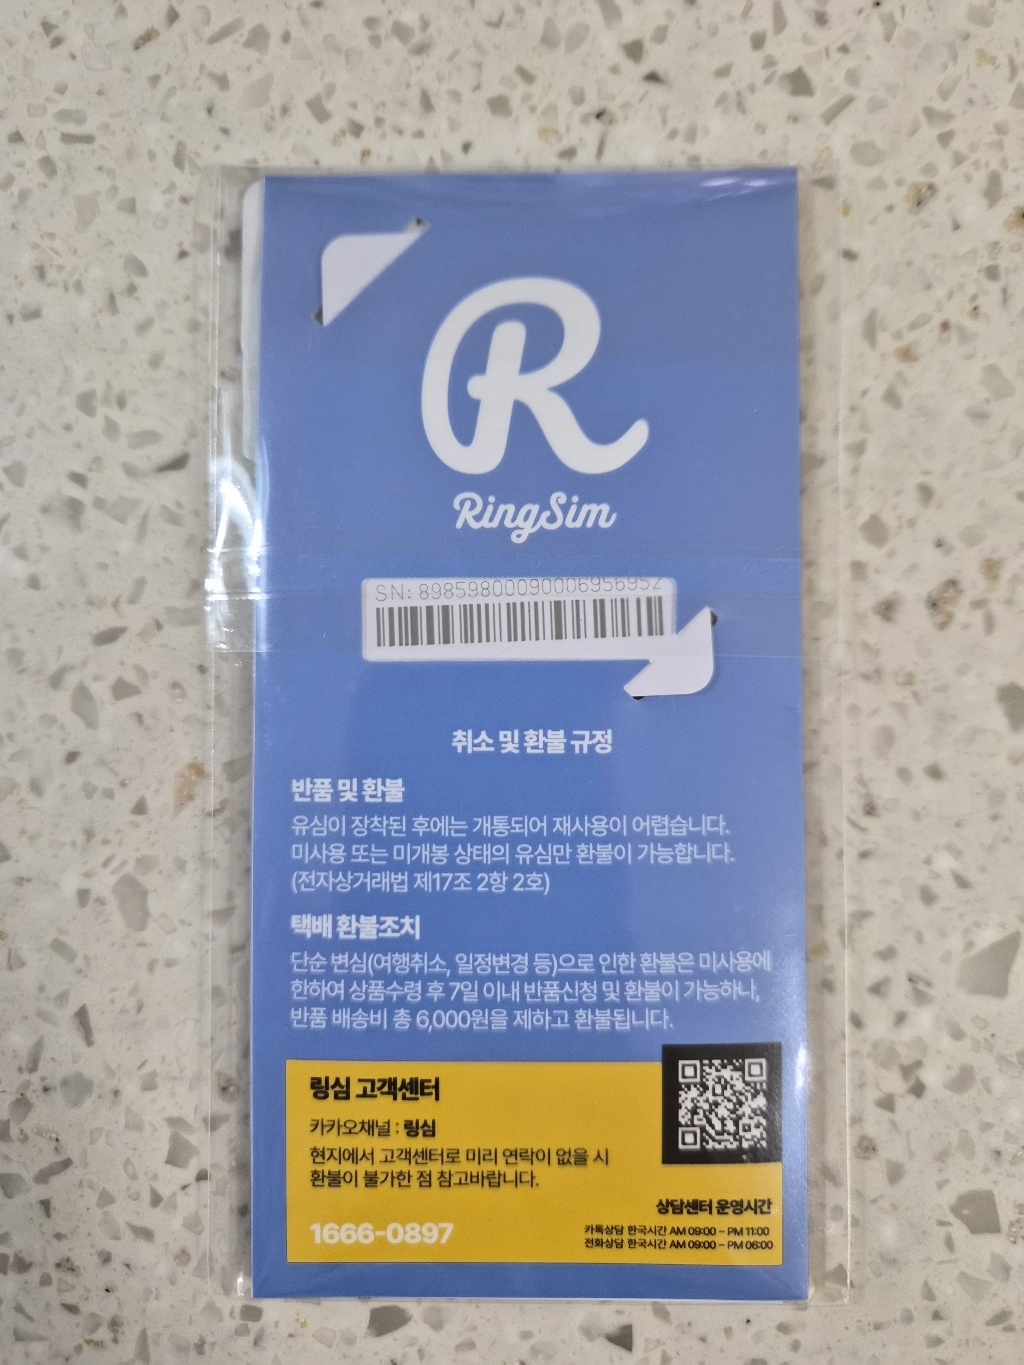 R
RingSim
SN: 89859800090006956952
취소 및 환불 규정
반품 및 환불
유심이 장착된 후에는 개통되어 재사용이 어렵습니다.
미사용 또는 미개봉 상태의 유심만 환불이 가능합니다.
(전자상거래법 제17조 2항 2호)
택배 환불조치
단순 변심(여행취소, 일정변경 등)으로 인한 환불은 미사용에
한하여 상품수령 후 7일 이내 반품신청 및 환불이 가능하나,
반품 배송비 총 6,000원을 제하고 환불됩니다.
링심 고객센터
카카오채널 : 링심
현지에서 고객센터로 미리 연락이 없을 시
환불이 불가한 점 참고바랍니다.
1666-0897
상담센터 운영시간
카톡상담 한국시간 AM 09:00 ~ PM 11:00
전화상담 한국시간 AM 09:00 ~ PM 06:00